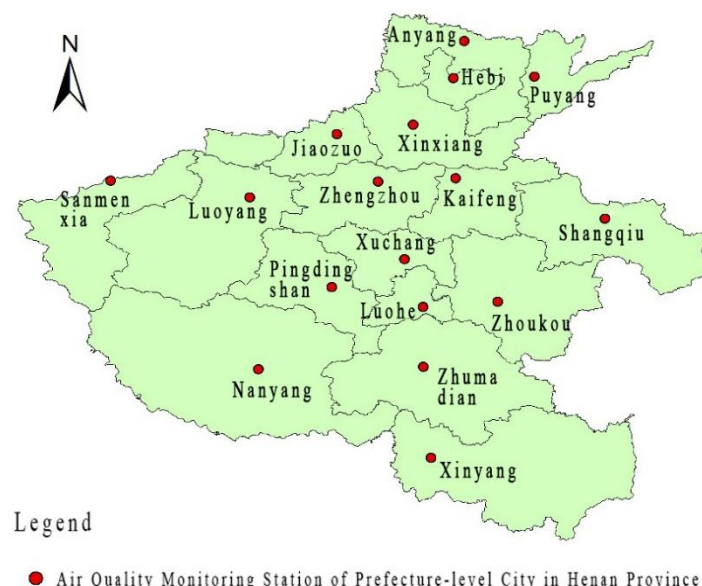 N
Anyang
Hebi
Puyang
Jiaozuo
Xinxiang
Sanmen
xia
Luoyang
Zhengzhou
Kaifeng
Shangqiu
Xuchang
Pingding
shan
Luohe
Zhoukou
Nanyang
Zhuma
dian
Xinyang
Legend
Air Quality Monitoring Station of Prefecture-level City in Henan Province